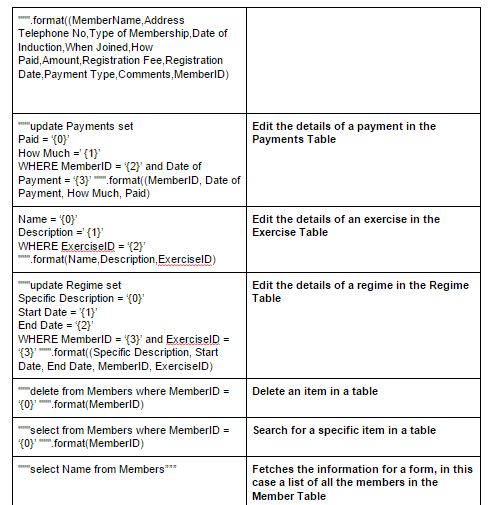 """.format((MemberName,Address
Telephone No,Type of Membership,Date of
Induction,When Joined,How
Paid,Amount,Registration Fee,Registration
Date,Payment Type,Comments,MemberID)
"""update Payments set
Paid = ‘{0}’
How Much =’ {1}’
WHERE MemberID = ‘{2}’ and Date of
Payment = ‘{3}’ """.format((MemberID, Date of
Payment, How Much, Paid)
Edit the details of a payment in the
Payments Table
Name = ‘{0}’
Description =’ {1}’
WHERE ExerciseID = ‘{2}’
""".format(Name,Description,ExerciseID)
Edit the details of an exercise in the
Exercise Table
"""update Regime set
Specific Description = ‘{0}’
Start Date = ‘{1}’
End Date = ‘{2}’
WHERE MemberID = ‘{3}’ and ExerciseID =
‘{3}’ """.format((Specific Description, Start
Date, End Date, MemberID, ExerciseID)
Edit the details of a regime in the Regime
Table
"""delete from Members where MemberID =
‘{0}’ """.format(MemberID)
Delete an item in a table
"""select from Members where MemberID =
‘{0}’ """.format(MemberID)
Search for a specific item in a table
"""select Name from Members”””
Fetches the information for a form, in this
case a list of all the members in the
Member Table